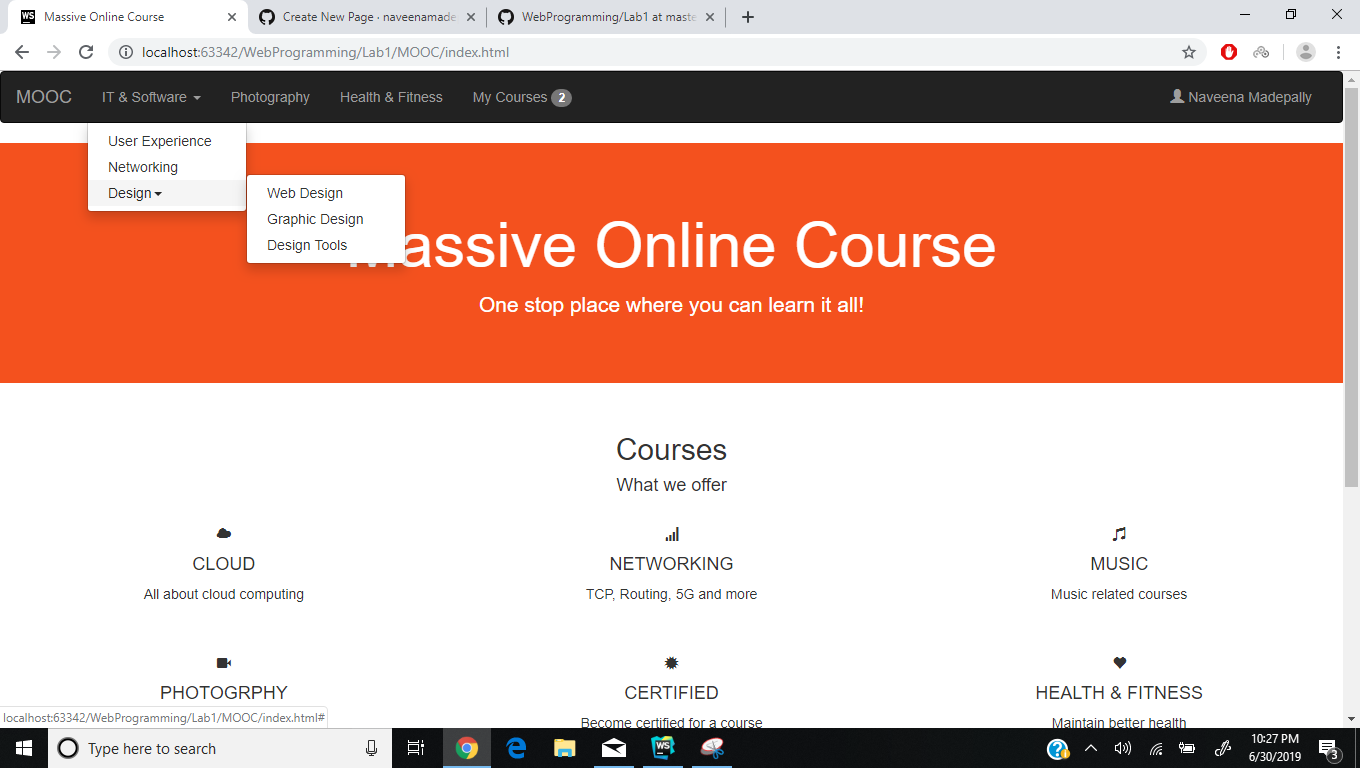 Massive Online Course
Create New Page · naveenamade
WebProgramming/Lab1 at maste
localhost:63342/WebProgramming/Lab1/MOOC/index.html
MOOC IT & Software Photography Health & Fitness My Courses 2 Naveena Madepally
User Experience
Networking
Design
Web Design
Graphic Design
Design Tools
Massive Online Course
One stop place where you can learn it all!
Courses
What we offer
CLOUD NETWORKING MUSIC
All about cloud computing TCP, Routing, 5G and more Music related courses
PHOTOGRPHY CERTIFIED HEALTH & FITNESS
Become certified for a course Maintain better health
localhost:63342/WebProgramming/Lab1/MOOC/index.html#
Type here to search
WS
10:27 PM
6/30/2019
3